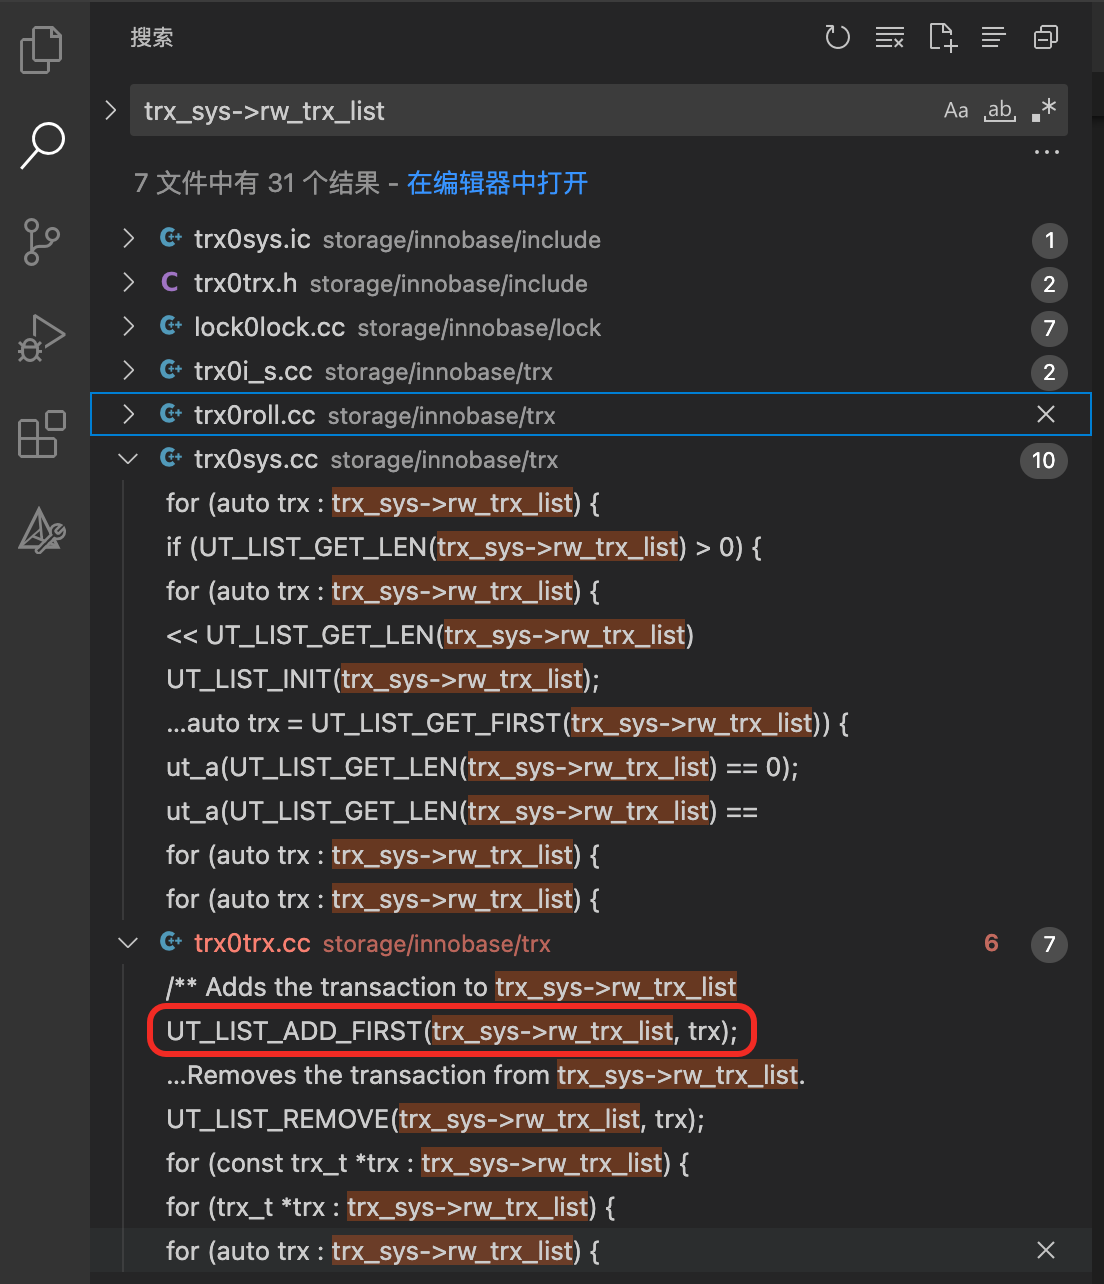 搜索
trx_sys->rw_trx_list
Aa ab .*
7 文件中有 31 个结果 - 在编辑器中打开
trx0sys.ic storage/innobase/include 1
trx0trx.h storage/innobase/include 2
lock0lock.cc storage/innobase/lock 7
trx0i_s.cc storage/innobase/trx 2
trx0roll.cc storage/innobase/trx
trx0sys.cc storage/innobase/trx 10
for (auto trx : trx_sys->rw_trx_list) {
if (UT_LIST_GET_LEN(trx_sys->rw_trx_list) > 0) {
for (auto trx : trx_sys->rw_trx_list) {
<< UT_LIST_GET_LEN(trx_sys->rw_trx_list)
UT_LIST_INIT(trx_sys->rw_trx_list);
...auto trx = UT_LIST_GET_FIRST(trx_sys->rw_trx_list)) {
ut_a(UT_LIST_GET_LEN(trx_sys->rw_trx_list) == 0);
ut_a(UT_LIST_GET_LEN(trx_sys->rw_trx_list) ==
for (auto trx : trx_sys->rw_trx_list) {
for (auto trx : trx_sys->rw_trx_list) {
trx0trx.cc storage/innobase/trx 6 7
/** Adds the transaction to trx_sys->rw_trx_list
UT_LIST_ADD_FIRST(trx_sys->rw_trx_list, trx);
...Removes the transaction from trx_sys->rw_trx_list.
UT_LIST_REMOVE(trx_sys->rw_trx_list, trx);
for (const trx_t *trx : trx_sys->rw_trx_list) {
for (trx_t *trx : trx_sys->rw_trx_list) {
for (auto trx : trx_sys->rw_trx_list) {